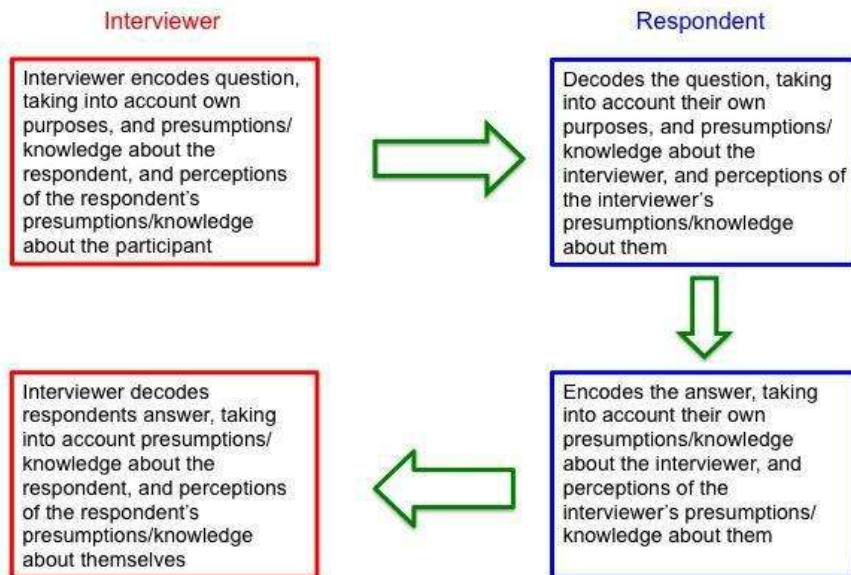 Interviewer
Respondent
Interviewer encodes question,
taking into account own
purposes, and presumptions/
knowledge about the
respondent, and perceptions
of the respondent's
presumptions/knowledge
about the participant
Decodes the question, taking
into account their own
purposes, and presumptions/
knowledge about the
interviewer, and perceptions of
the interviewer's
presumptions/knowledge
about them
Encodes the answer, taking
into account their own
presumptions/knowledge
about the interviewer, and
perceptions of the
interviewer's presumptions/
knowledge about them
Interviewer decodes
respondents answer, taking
into account presumptions/
knowledge about the
respondent, and perceptions
of the respondent's
presumptions/knowledge
about themselves